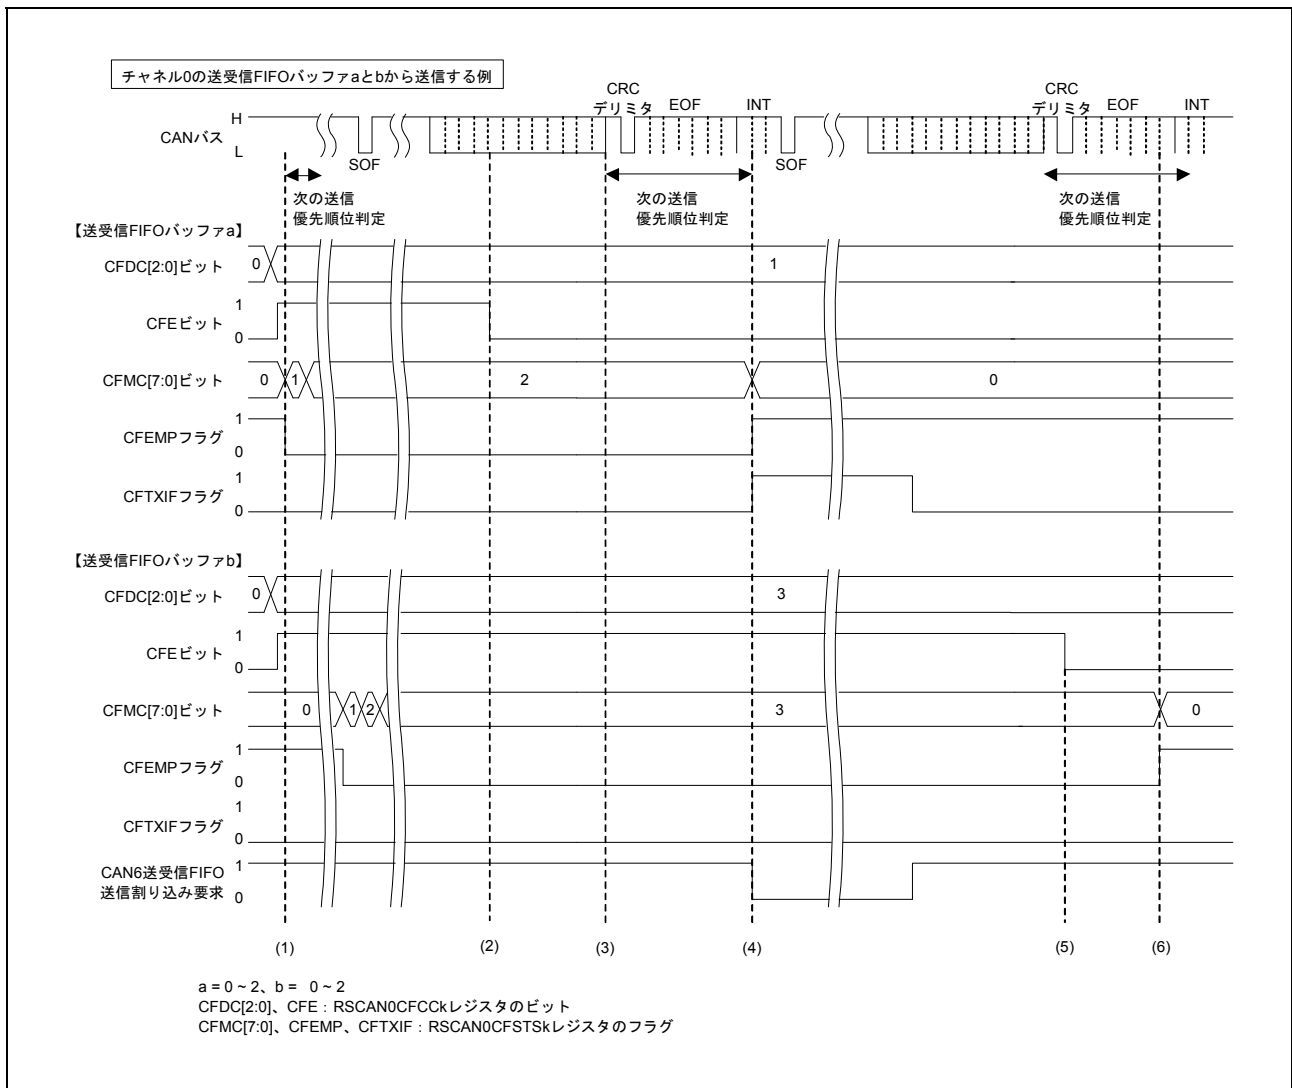 チャネル0の送受信FIFOバッファaとbから送信する例
CRC
デリミタ EOF INT
CRC
デリミタ EOF INT
H
CANバス
L
SOF
SOF
次の送信
優先順位判定
次の送信
優先順位判定
次の送信
優先順位判定
【送受信FIFOバッファa】
CFDC[2:0]ビット 0 1
1
CFEビット
0
CFMC[7:0]ビット 0 1 2 0
1
CFEMPフラグ
0
1
CFTXIFフラグ
0
【送受信FIFOバッファb】
CFDC[2:0]ビット 0 3
1
CFEビット
0
CFMC[7:0]ビット 0 1 2 3 0
1
CFEMPフラグ
0
1
CFTXIFフラグ
0
CAN6送受信FIFO 1
送信割り込み要求 0
(1) (2) (3) (4) (5) (6)
a = 0 ~ 2、b = 0 ~ 2
CFDC[2:0]、CFE : RSCAN0CFCCkレジスタのビット
CFMC[7:0]、CFEMP、CFTXIF : RSCAN0CFSTSkレジスタのフラグ